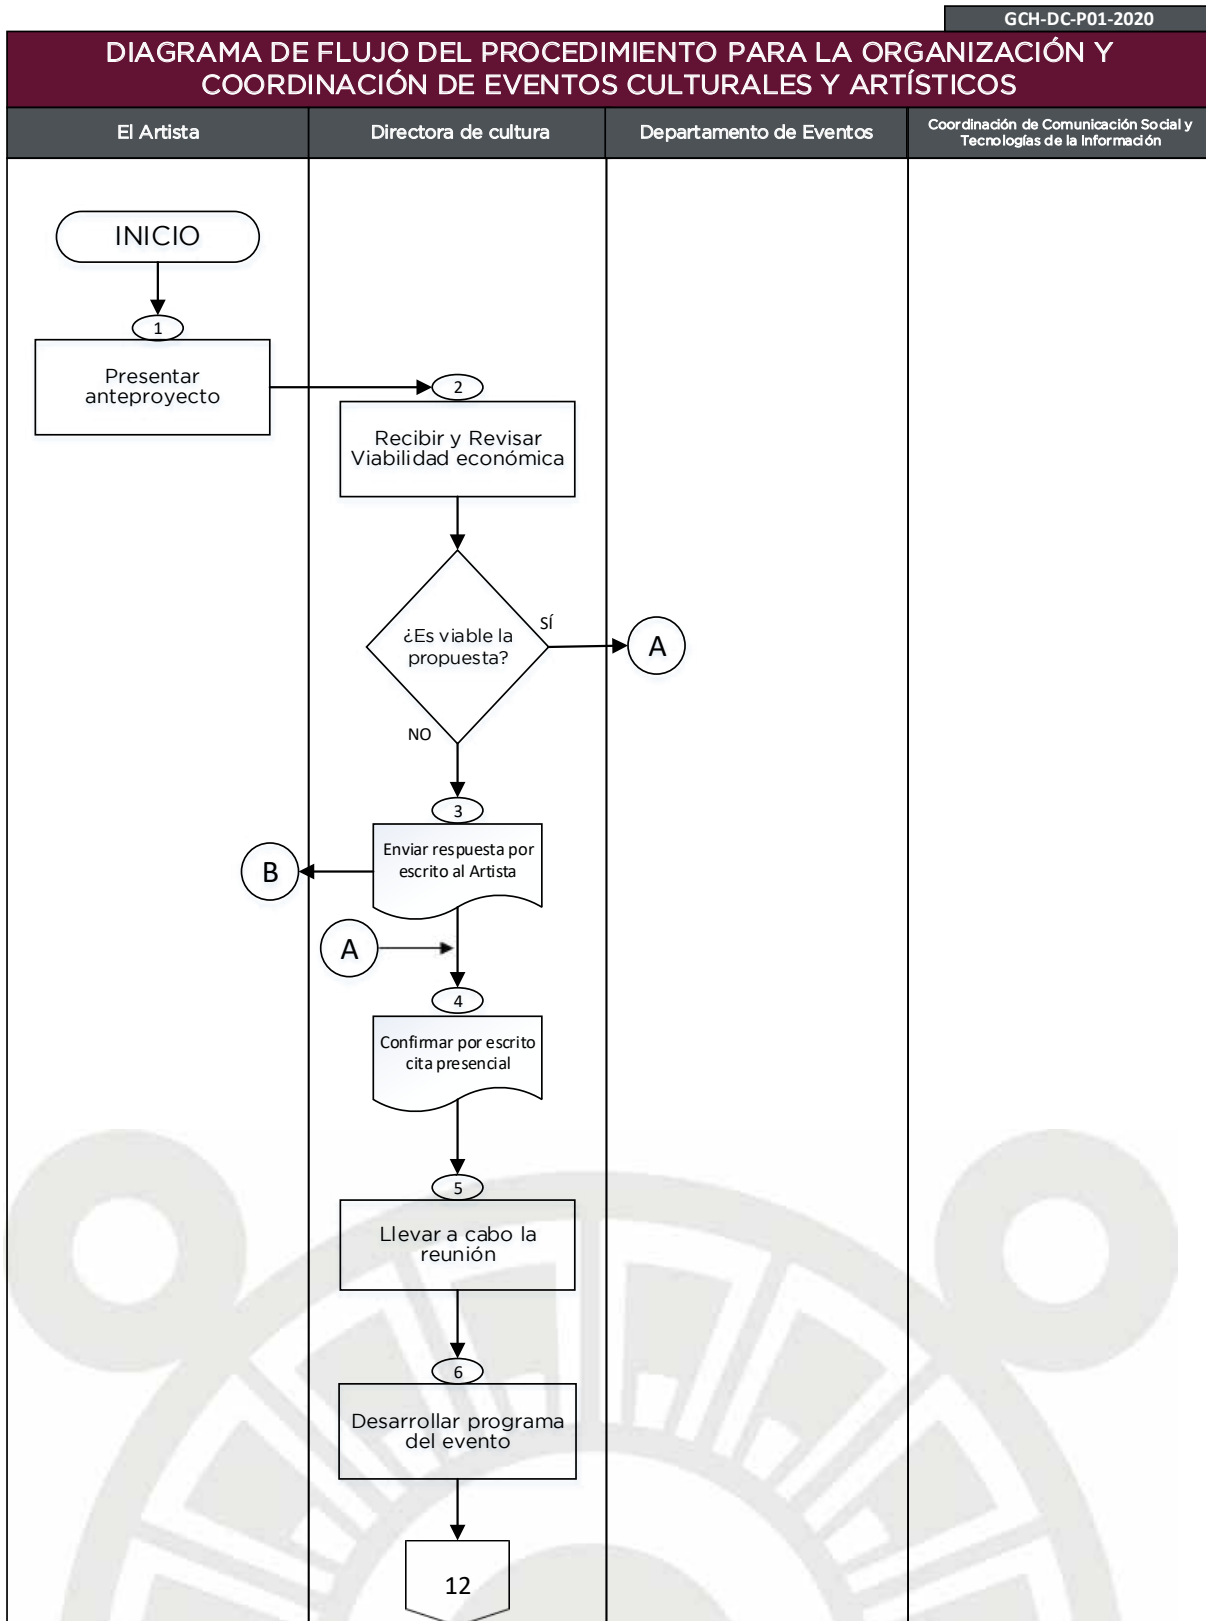 GCH-DC-P01-2020
DIAGRAMA DE FLUJO DEL PROCEDIMIENTO PARA LA ORGANIZACIÓN Y
COORDINACIÓN DE EVENTOS CULTURALES Y ARTÍSTICOS
El Artista
Directora de cultura
Departamento de Eventos
Coordinación de Comunicación Social y
Tecnologías de la Información
INICIO
1
Presentar
anteproyecto
2
Recibir y Revisar
Viabilidad económica
¿Es viable la
propuesta?
SÍ
A
NO
3
Enviar respuesta por
escrito al Artista
B
A
4
Confirmar por escrito
cita presencial
5
Llevar a cabo la
reunión
6
Desarrollar programa
del evento
12